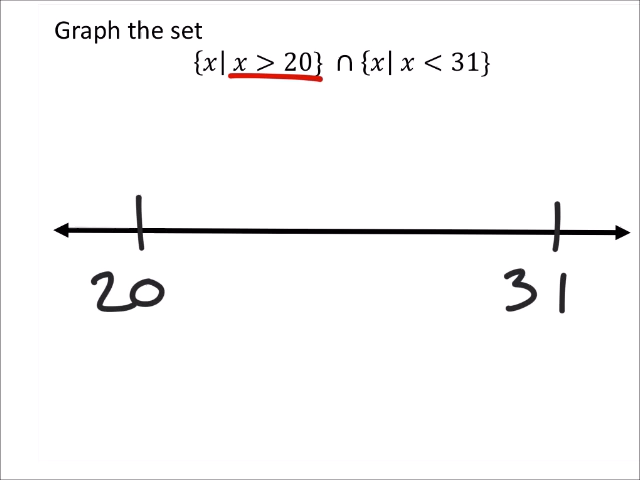 Graph the set
{x| x > 20} ∩ {x| x < 31}
20 31